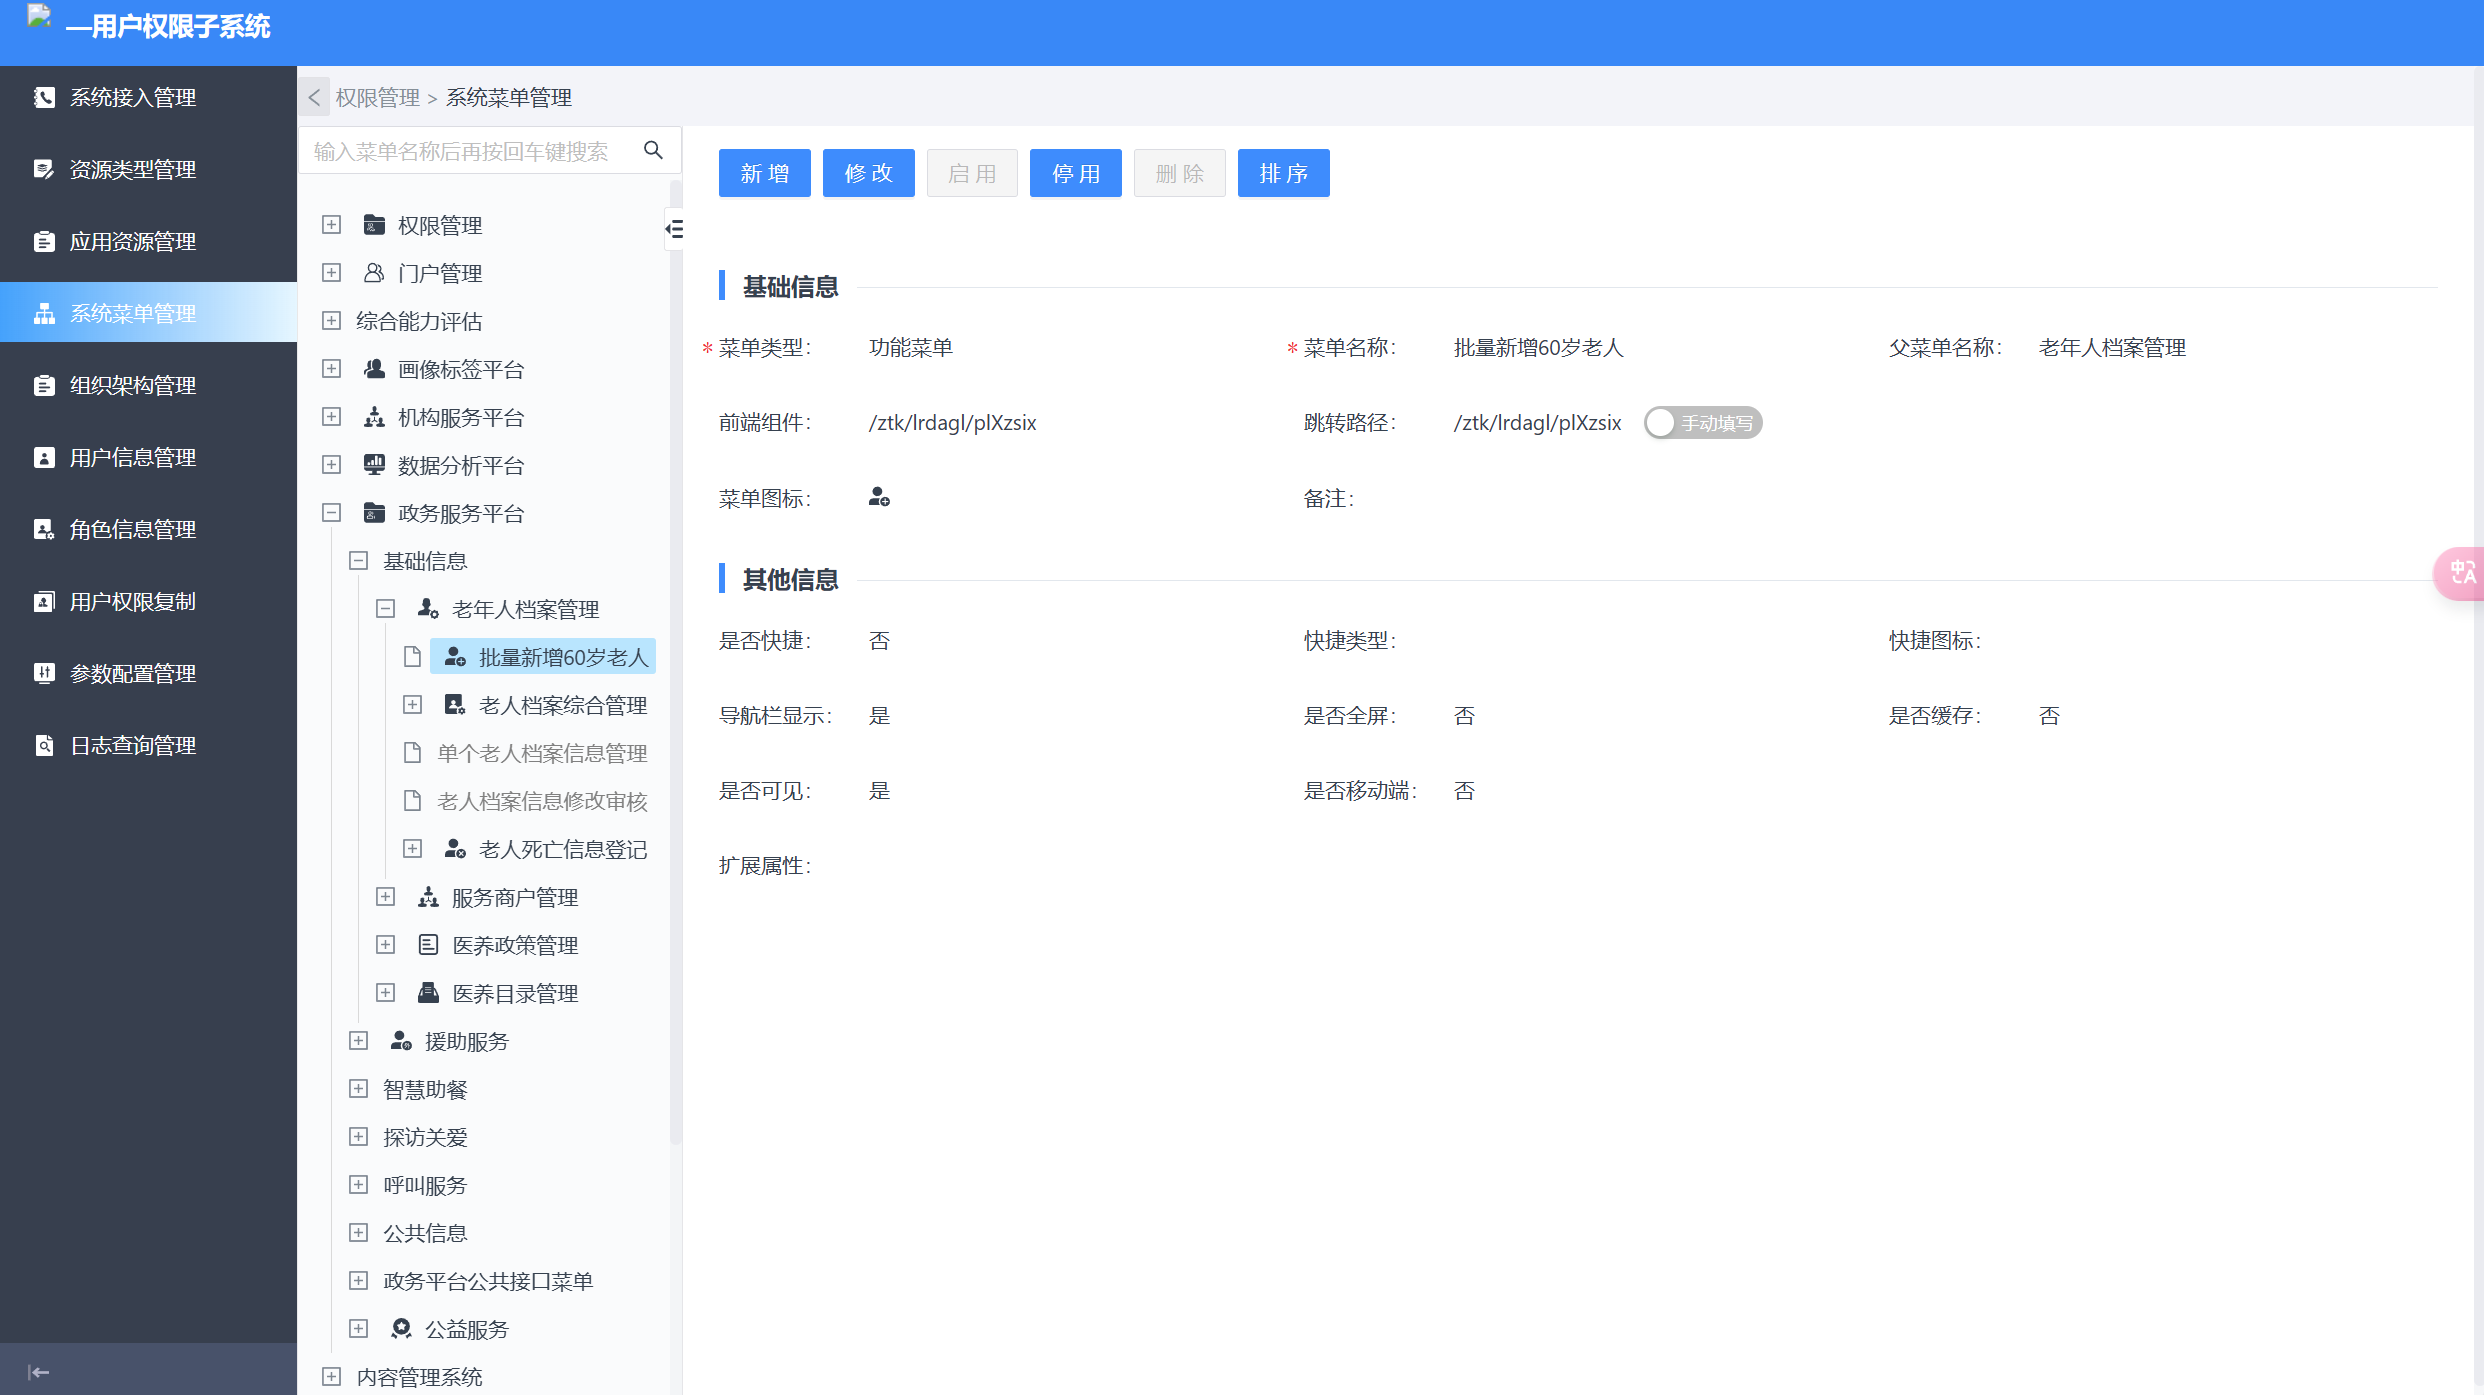 —用户权限子系统
系统接入管理
资源类型管理
应用资源管理
系统菜单管理
组织架构管理
用户信息管理
角色信息管理
用户权限复制
参数配置管理
日志查询管理
权限管理 > 系统菜单管理
输入菜单名称后再按回车键搜索
权限管理
门户管理
综合能力评估
画像标签平台
机构服务平台
数据分析平台
政务服务平台
基础信息
老年人档案管理
批量新增60岁老人
老人档案综合管理
单个老人档案信息管理
老人档案信息修改审核
老人死亡信息登记
服务商户管理
医养政策管理
医养目录管理
援助服务
智慧助餐
探访关爱
呼叫服务
公共信息
政务平台公共接口菜单
公益服务
内容管理系统
新增 修改 启用 停用 删除 排序
基础信息
* 菜单类型: 功能菜单 * 菜单名称: 批量新增60岁老人 父菜单名称: 老年人档案管理
前端组件: /ztk/lrdagl/plXzsix 跳转路径: /ztk/lrdagl/plXzsix 手动填写
菜单图标: 备注:
其他信息
是否快捷: 否 快捷类型: 快捷图标:
导航栏显示: 是 是否全屏: 否 是否缓存: 否
是否可见: 是 是否移动端: 否
扩展属性:
中A